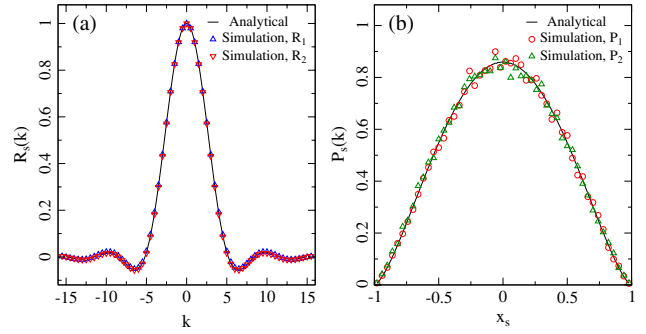 (a)
Analytical
Simulation, R1
Simulation, R2
1
0.8
0.6
0.4
0.2
0
Rs(k)
-15 -10 -5 0 5 10 15
k
(b)
Analytical
Simulation, P1
Simulation, P2
1
0.8
0.6
0.4
0.2
0
Ps(k)
-1 -0.5 0 0.5 1
xs